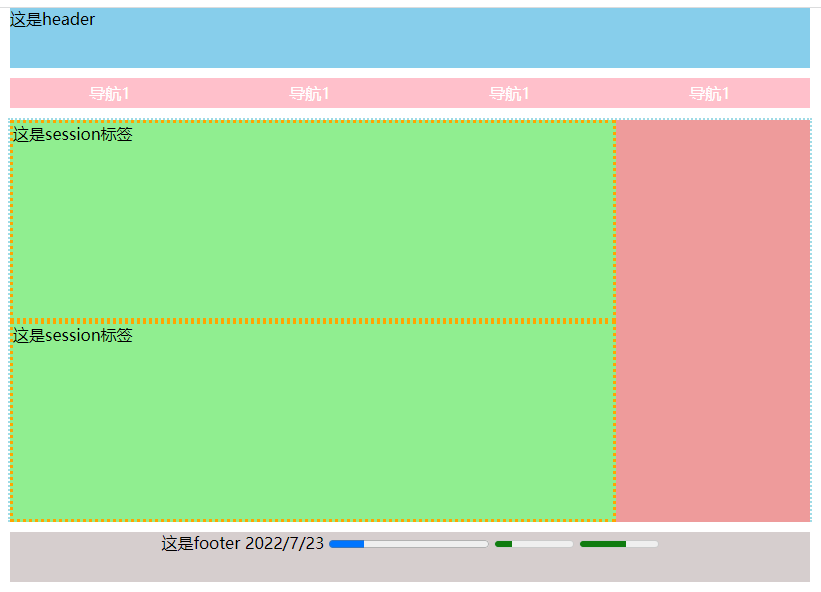 这是header
导航1 导航1 导航1 导航1
这是session标签
这是session标签
这是footer 2022/7/23